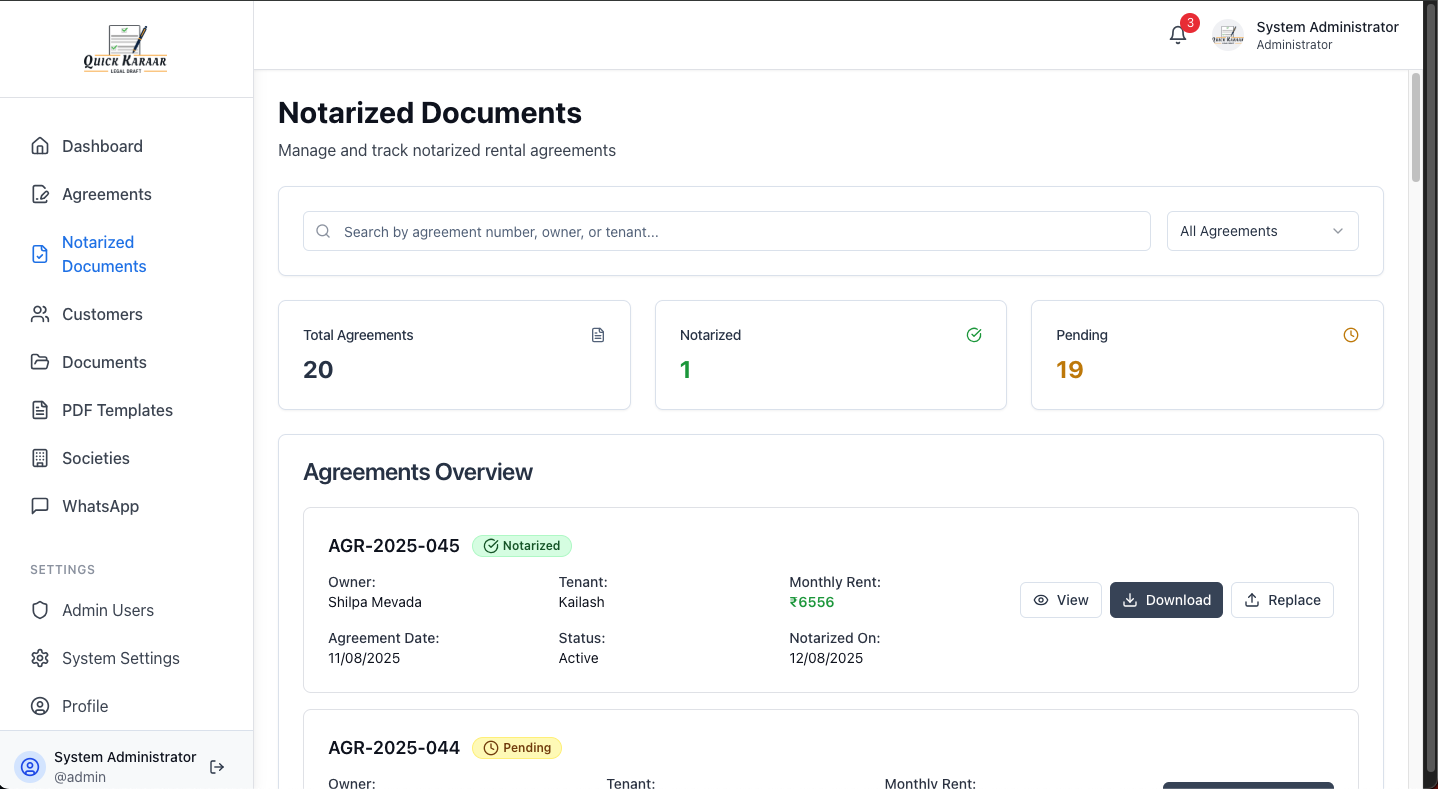 QUICK KARAAR
LEGAL DRAFT
3
System Administrator
Administrator
Dashboard
Agreements
Notarized
Documents
Customers
Documents
PDF Templates
Societies
WhatsApp
SETTINGS
Admin Users
System Settings
Profile
System Administrator
@admin
Notarized Documents
Manage and track notarized rental agreements
Search by agreement number, owner, or tenant...
All Agreements
Total Agreements
20
Notarized
1
Pending
19
Agreements Overview
AGR-2025-045 Notarized
Owner: Tenant: Monthly Rent:
Shilpa Mevada Kailash ₹6556
View Download Replace
Agreement Date: Status: Notarized On:
11/08/2025 Active 12/08/2025
AGR-2025-044 Pending
Owner: Tenant: Monthly Rent: